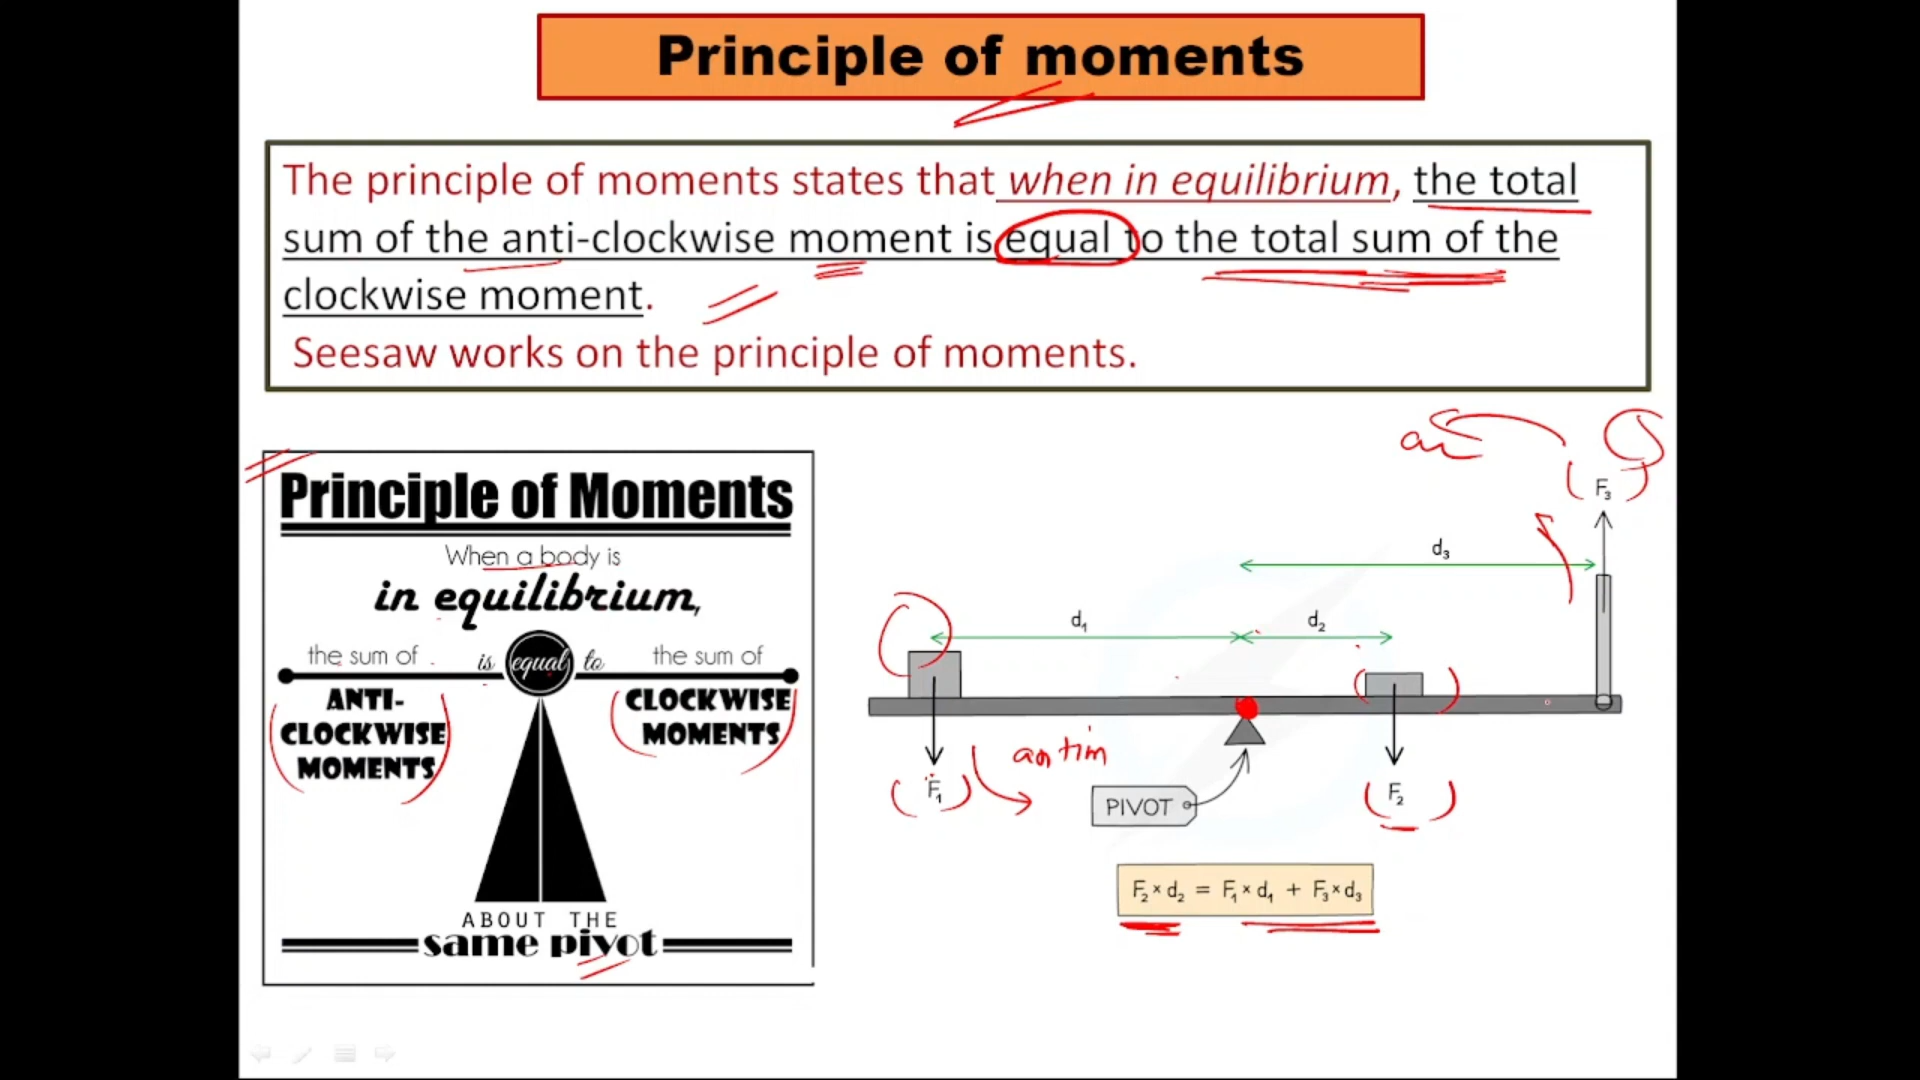 Principle of moments
The principle of moments states that when in equilibrium, the total
sum of the anti-clockwise moment is equal to the total sum of the
clockwise moment.
Seesaw works on the principle of moments.
Principle of Moments
When a body is
in equilibrium,
the sum of is equal to the sum of
ANTI-
CLOCKWISE
MOMENTS
CLOCKWISE
MOMENTS
ABOUT THE
same pivot
F₃
d₃
d₁
d₂
F₁
F₂
PIVOT
F₂ × d₂ = F₁ × d₁ + F₃ × d₃